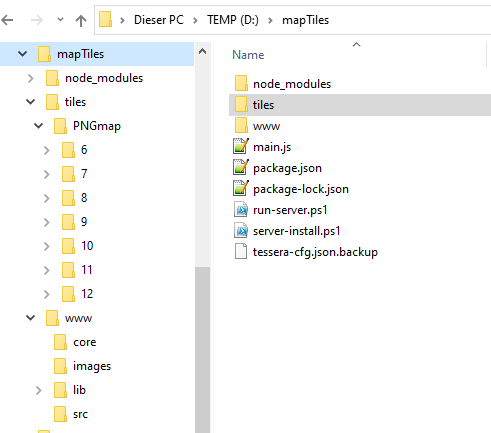 Dieser PC > TEMP (D:) > mapTiles
mapTiles
node_modules
tiles
PNGmap
6
7
8
9
10
11
12
www
core
images
lib
src
Name
node_modules
tiles
www
main.js
package.json
package-lock.json
run-server.ps1
server-install.ps1
tessera-cfg.json.backup